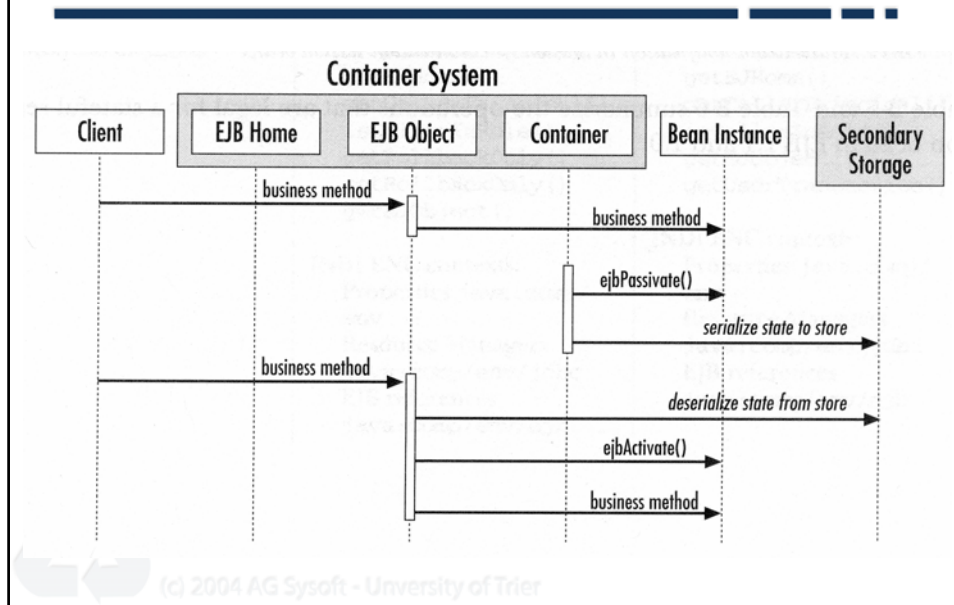 Container System
Client
EJB Home
EJB Object
Container
Bean Instance
Secondary
Storage
business method
business method
ejbPassivate()
serialize state to store
business method
deserialize state from store
ejbActivate()
business method
(c) 2004 AG Sysoft - Unversity of Trier